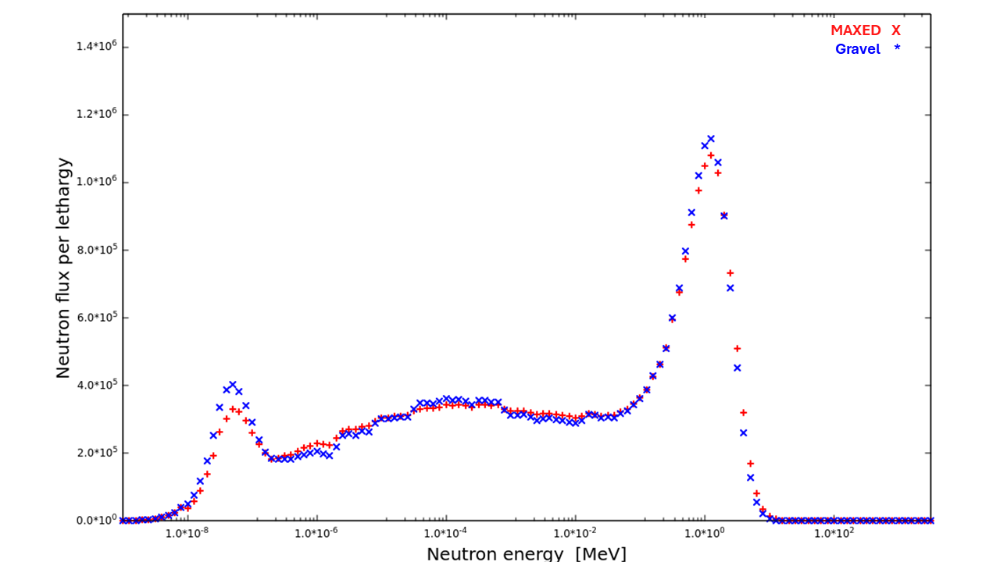 MAXED X
Gravel *
1.4*10⁶
1.2*10⁶
1.0*10⁶
8.0*10⁵
6.0*10⁵
4.0*10⁵
2.0*10⁵
0.0*10⁰
Neutron flux per lethargy
1.0*10⁻⁸ 1.0*10⁻⁶ 1.0*10⁻⁴ 1.0*10⁻² 1.0*10⁰ 1.0*10²
Neutron energy [MeV]